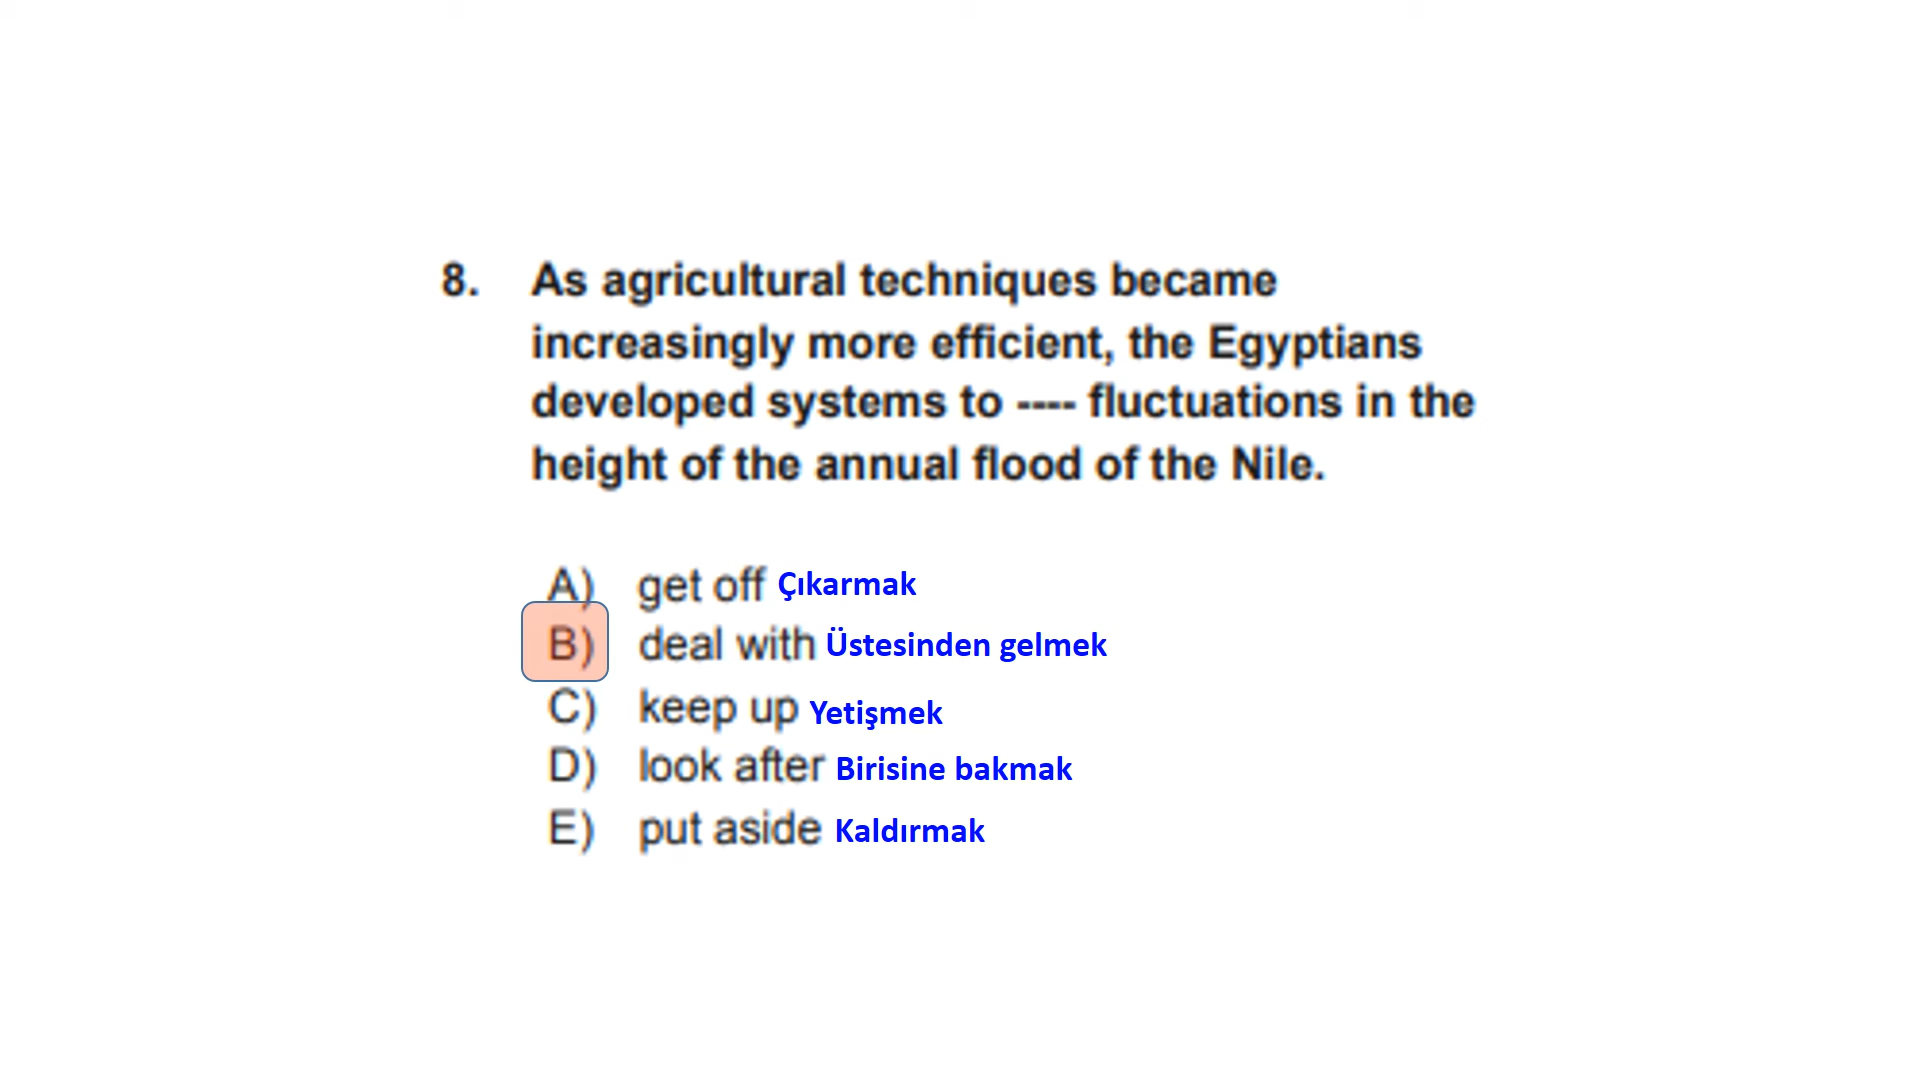 8. As agricultural techniques became
increasingly more efficient, the Egyptians
developed systems to ---- fluctuations in the
height of the annual flood of the Nile.
A) get off Çıkarmak
B) deal with Üstesinden gelmek
C) keep up Yetişmek
D) look after Birisine bakmak
E) put aside Kaldırmak